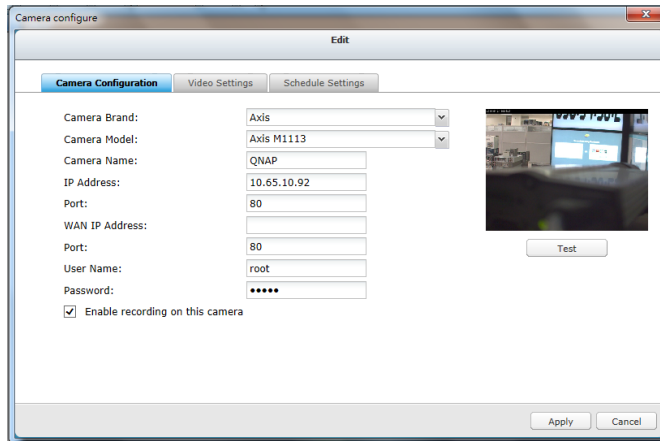 Camera configure
Edit
Camera Configuration Video Settings Schedule Settings
Camera Brand: Axis
Camera Model: Axis M1113
Camera Name: QNAP
IP Address: 10.65.10.92
Port: 80
WAN IP Address:
Port: 80
Test
User Name: root
Password: •••••
Enable recording on this camera
Apply Cancel